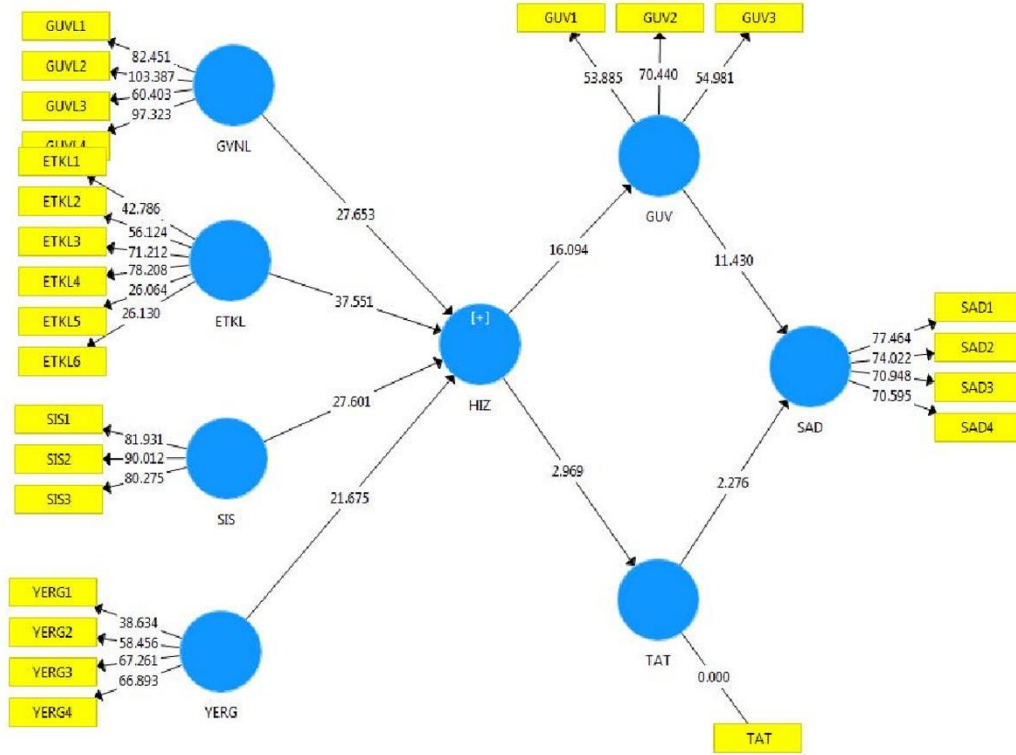 GUV1
GUV2
GUV3
53.885
70.440
54.981
GUV
GUVL1
GUVL2
GUVL3
GUVL4
82.451
103.387
60.403
97.323
GVNL
ETKL1
ETKL2
ETKL3
ETKL4
ETKL5
ETKL6
42.786
56.124
71.212
78.208
26.064
26.130
ETKL
SIS1
SIS2
SIS3
81.931
90.012
80.275
SIS
YERG1
YERG2
YERG3
YERG4
38.634
58.456
67.261
66.893
YERG
27.653
37.551
27.601
21.675
[+]
HIZ
16.094
2.969
11.430
2.276
SAD1
SAD2
SAD3
SAD4
77.464
74.022
70.948
70.595
SAD
TAT
0.000
TAT